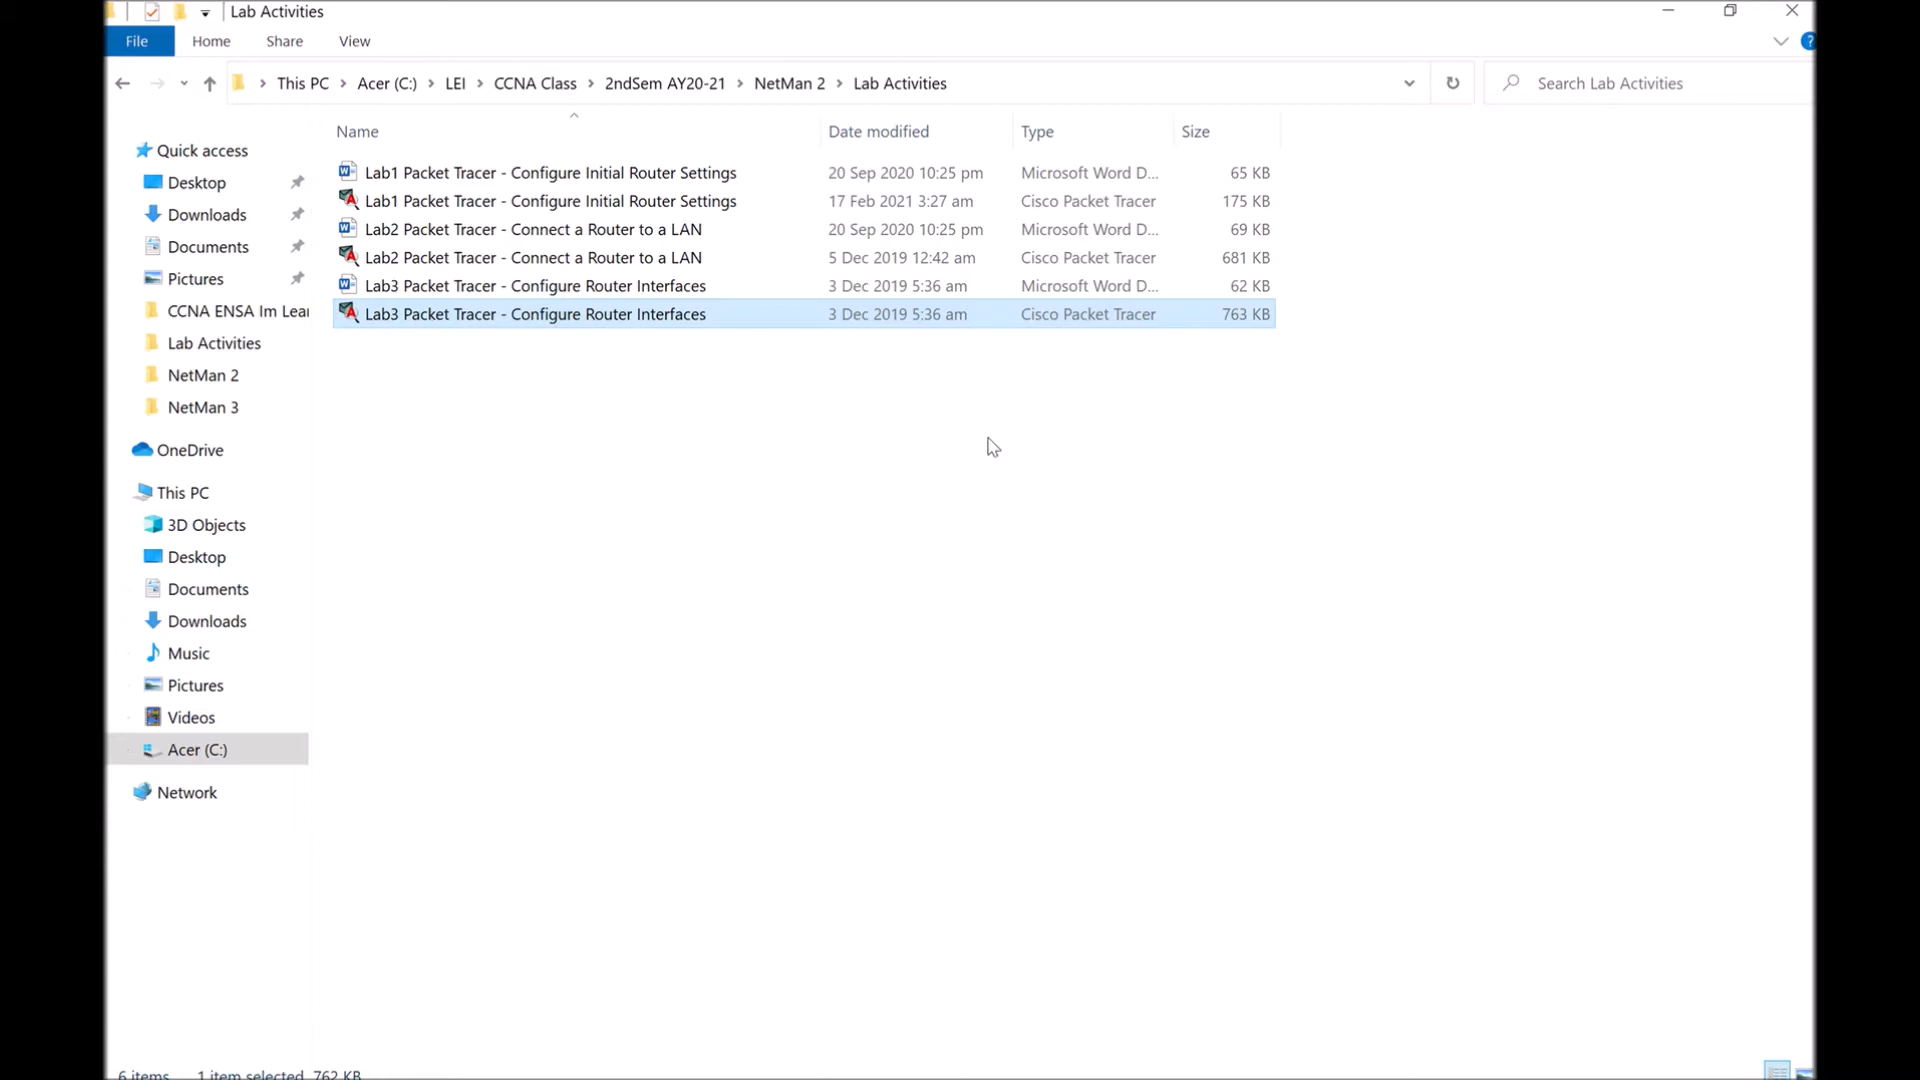 Lab Activities
File Home Share View
This PC Acer (C:) LEI CCNA Class 2ndSem AY20-21 NetMan 2 Lab Activities
Search Lab Activities
Name Date modified Type Size
Lab1 Packet Tracer - Configure Initial Router Settings 20 Sep 2020 10:25 pm Microsoft Word D... 65 KB
Lab1 Packet Tracer - Configure Initial Router Settings 17 Feb 2021 3:27 am Cisco Packet Tracer 175 KB
Lab2 Packet Tracer - Connect a Router to a LAN 20 Sep 2020 10:25 pm Microsoft Word D... 69 KB
Lab2 Packet Tracer - Connect a Router to a LAN 5 Dec 2019 12:42 am Cisco Packet Tracer 681 KB
Lab3 Packet Tracer - Configure Router Interfaces 3 Dec 2019 5:36 am Microsoft Word D... 62 KB
Lab3 Packet Tracer - Configure Router Interfaces 3 Dec 2019 5:36 am Cisco Packet Tracer 763 KB
Quick access
Desktop
Downloads
Documents
Pictures
CCNA ENSA Im Lear
Lab Activities
NetMan 2
NetMan 3
OneDrive
This PC
3D Objects
Desktop
Documents
Downloads
Music
Pictures
Videos
Acer (C:)
Network
6 items 1 item selected 762 KB